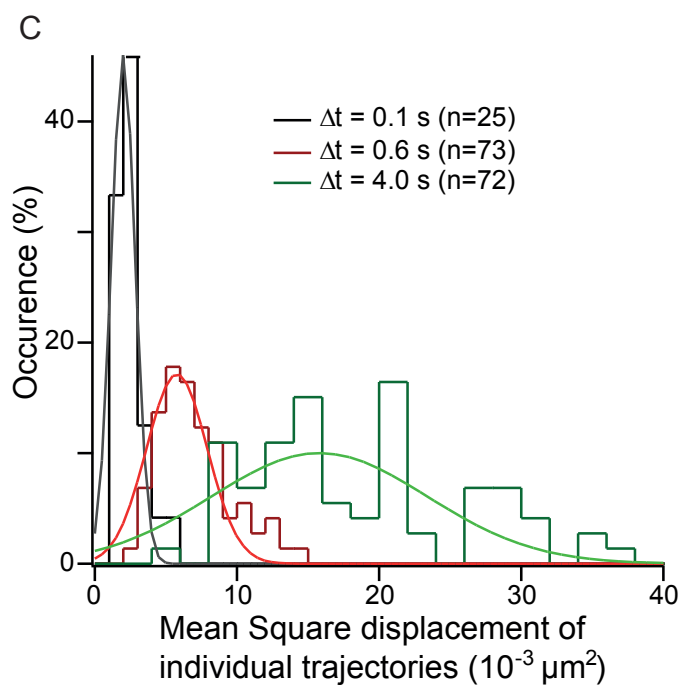 C
Δt = 0.1 s (n=25)
Δt = 0.6 s (n=73)
Δt = 4.0 s (n=72)
Occurence (%)
40
20
0
0 10 20 30 40
Mean Square displacement of
individual trajectories (10⁻³ µm²)